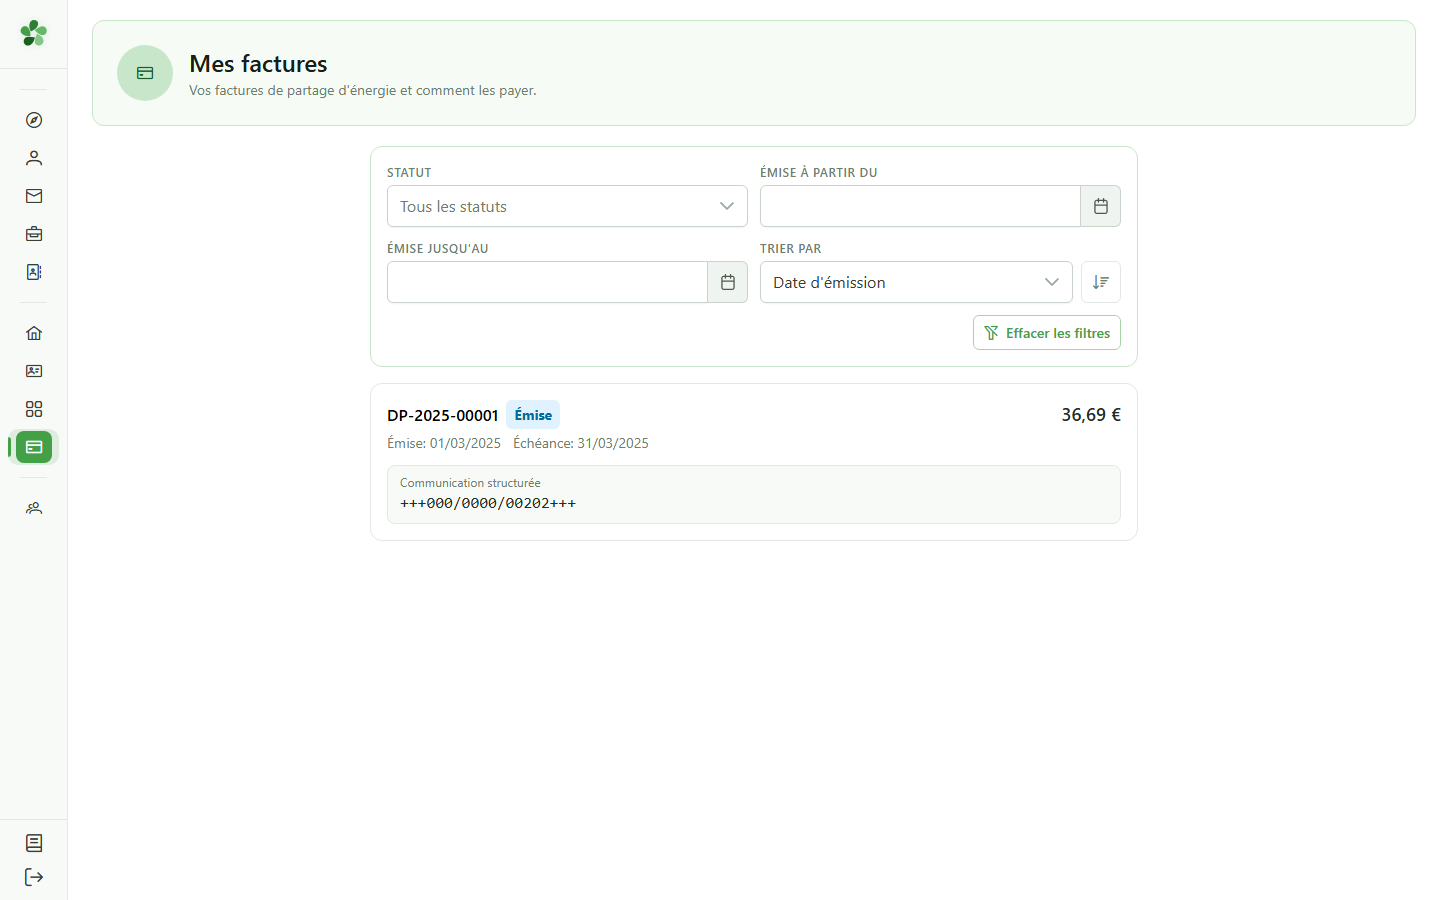 Mes factures
Vos factures de partage d'énergie et comment les payer.
STATUT
ÉMISE À PARTIR DU
Tous les statuts
ÉMISE JUSQU'AU
TRIER PAR
Date d'émission
Effacer les filtres
DP-2025-00001 Émise 36,69 €
Émise: 01/03/2025 Échéance: 31/03/2025
Communication structurée
+++000/0000/00202+++